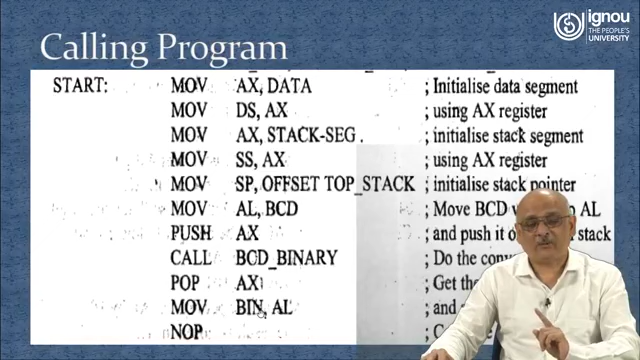 ignou
THE PEOPLE'S
UNIVERSITY
Calling Program
START: MOV AX, DATA ; Initialise data segment
MOV DS, AX ; using AX register
MOV AX, STACK-SEG . ; initialise stack segment
MOV SS, AX ; using AX register
MOV SP, OFFSET TOP_STACK ; initialise stack pointer
MOV AL, BCD ; Move BCD AL
PUSH AX ; and push it stack
CALL BCD_BINARY ; Do the
POP AX ; Get the
MOV BIN, AL ; and
NOP ;